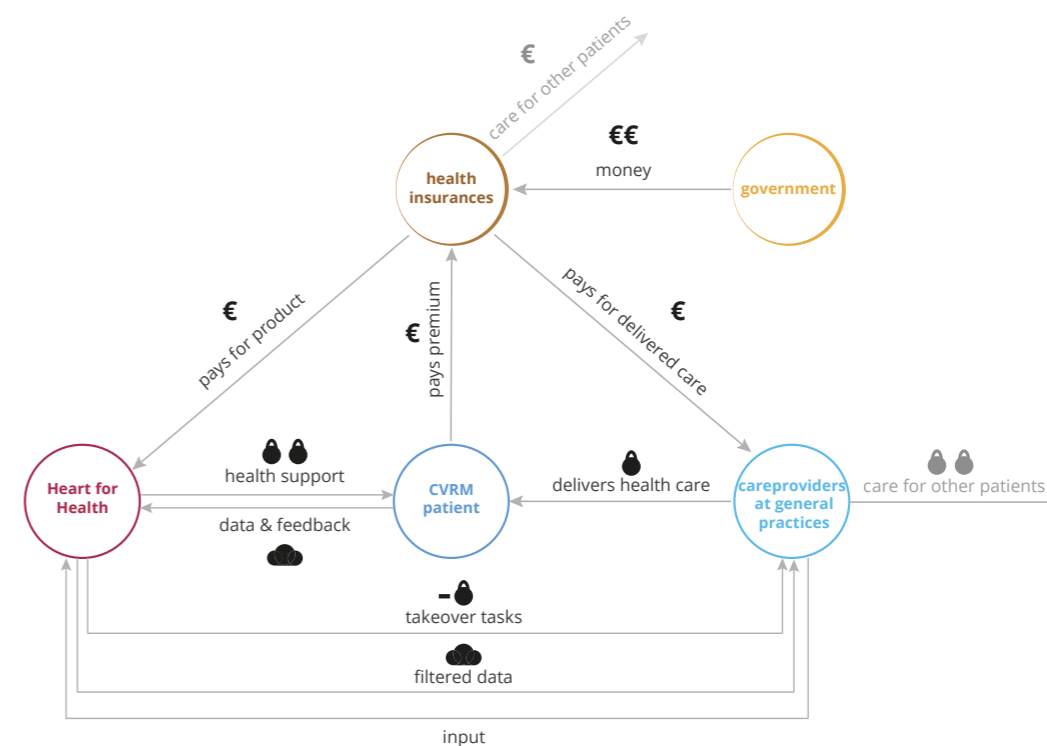 €
care for other patients
€€
money
health
insurances
government
€
pays for product
€
pays premium
pays for delivered care
€
health support
Heart for
Health
data & feedback
CVRM
patient
delivers health care
careproviders
at general
practices
care for other patients
-
takeover tasks
filtered data
input